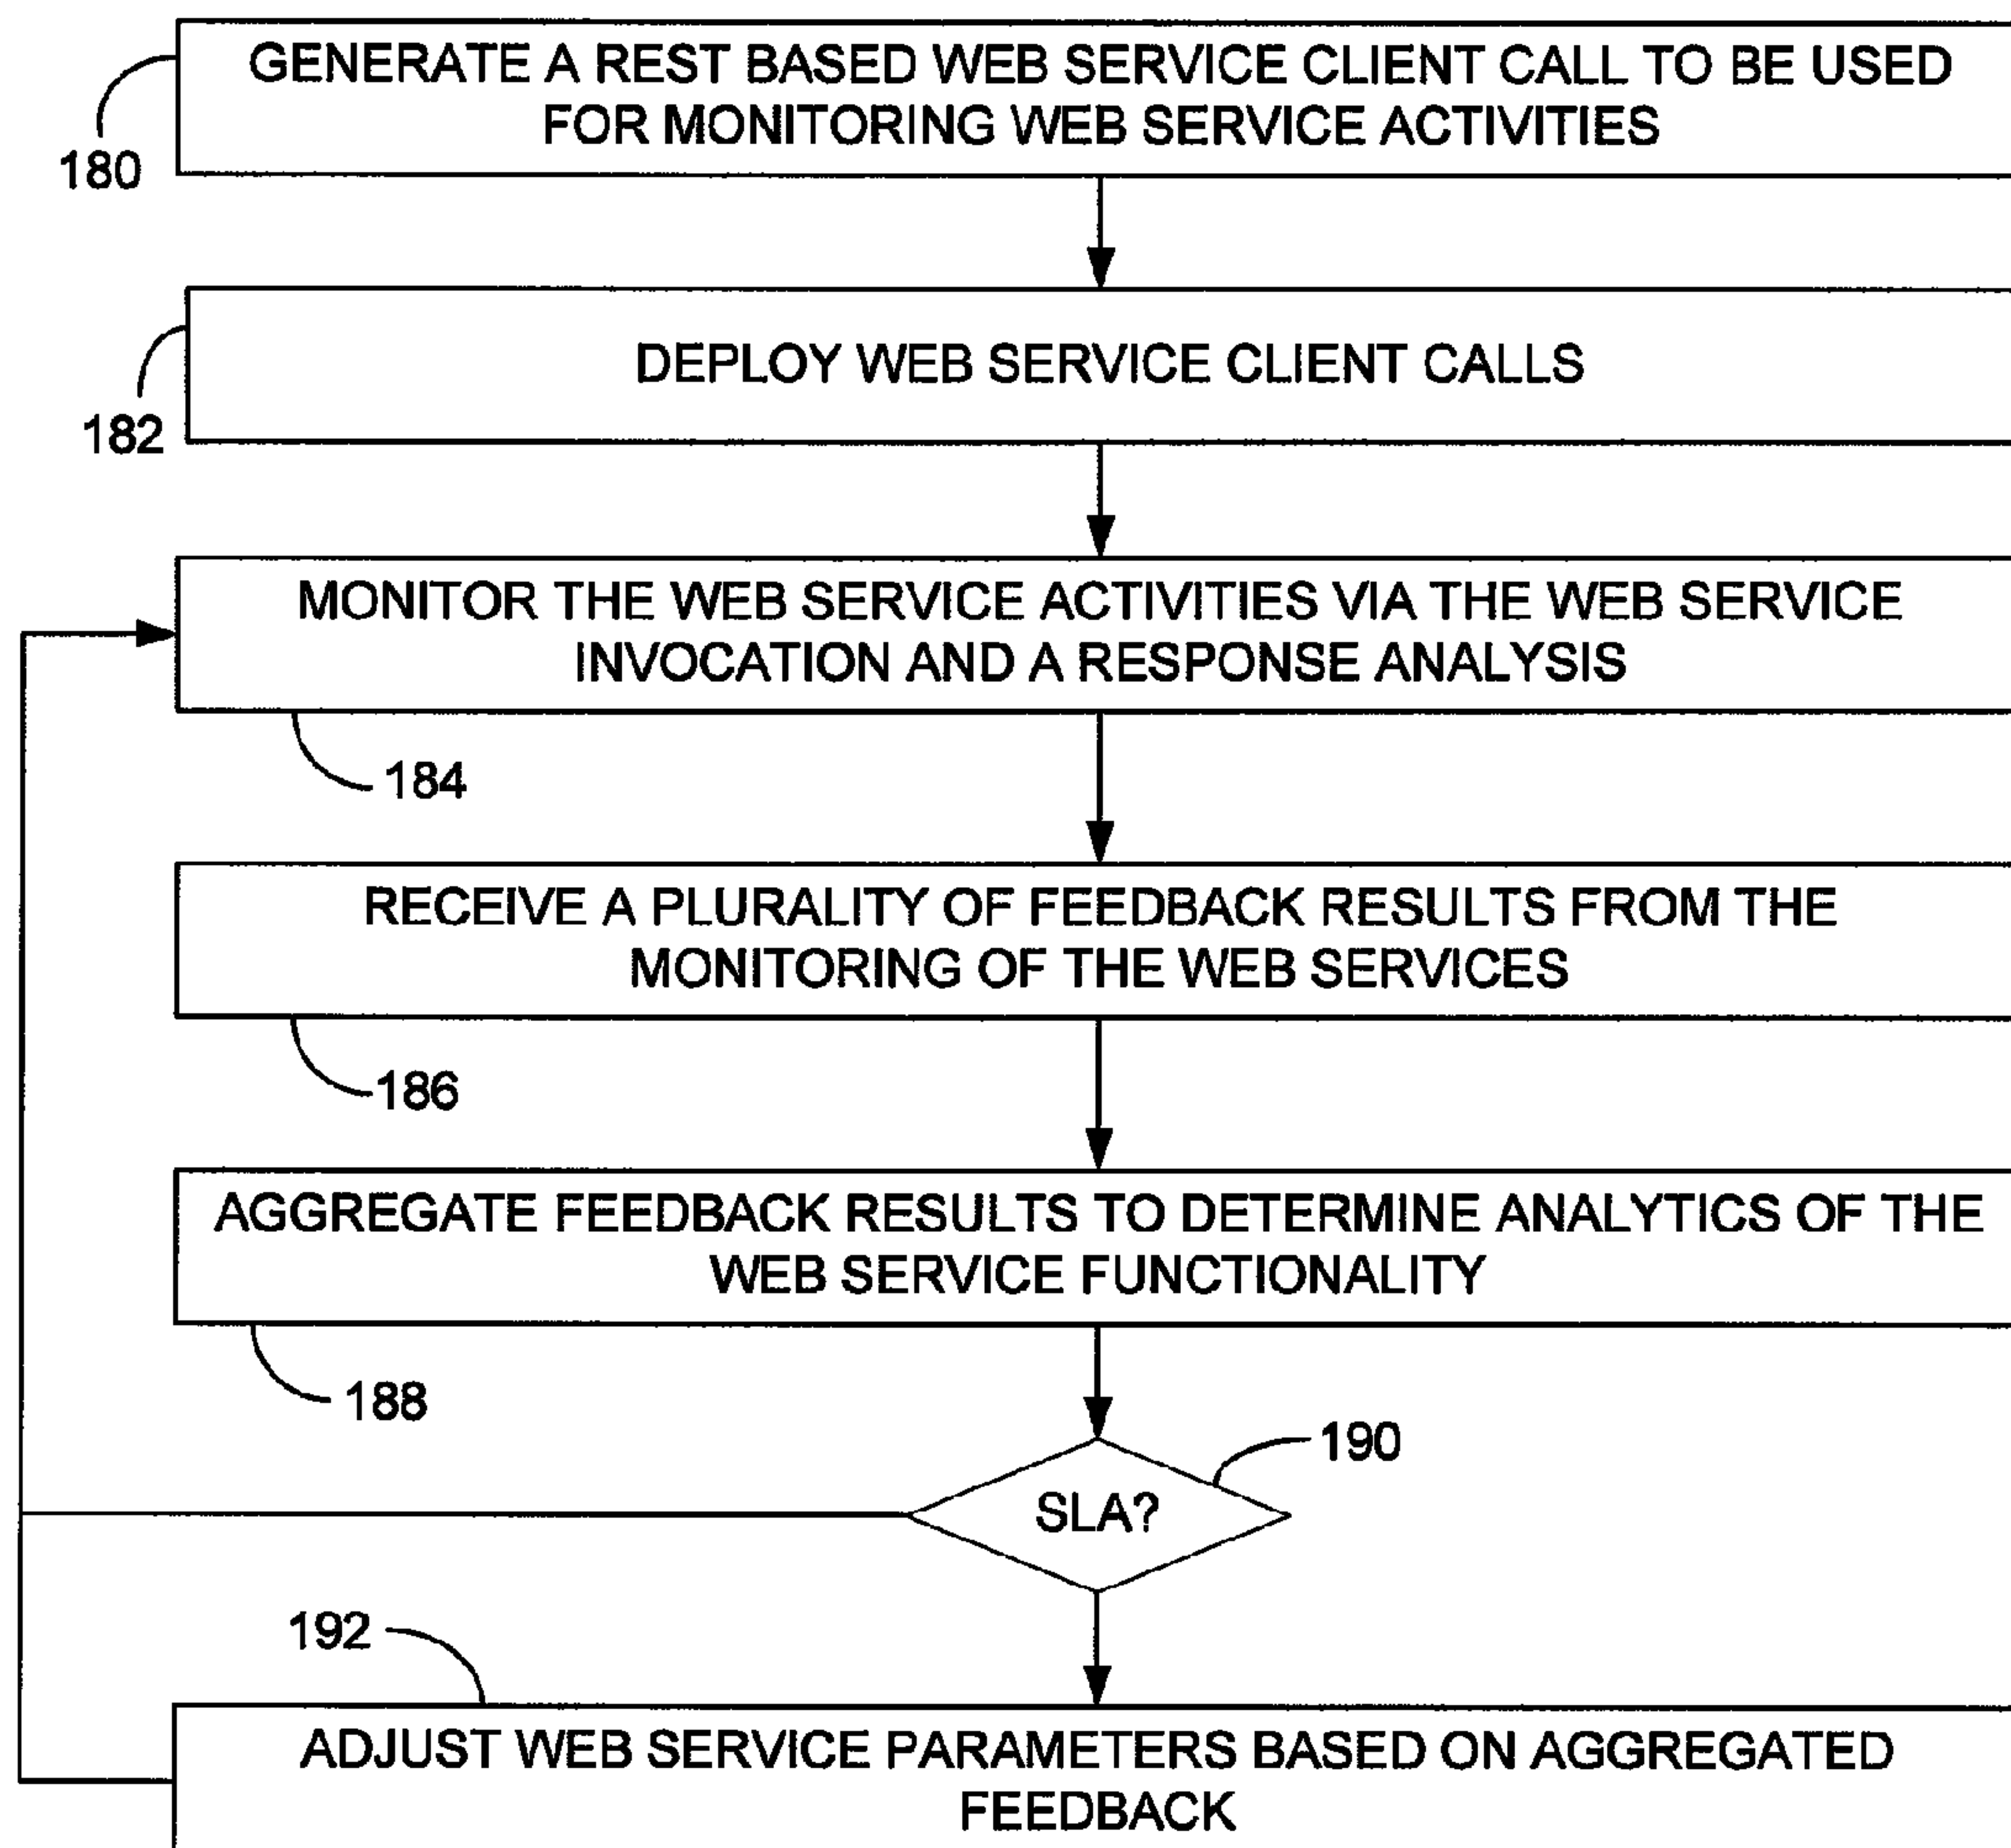 GENERATE A REST BASED WEB SERVICE CLIENT CALL TO BE USED
FOR MONITORING WEB SERVICE ACTIVITIES
180
DEPLOY WEB SERVICE CLIENT CALLS
182
MONITOR THE WEB SERVICE ACTIVITIES VIA THE WEB SERVICE
INVOCATION AND A RESPONSE ANALYSIS
184
RECEIVE A PLURALITY OF FEEDBACK RESULTS FROM THE
MONITORING OF THE WEB SERVICES
186
AGGREGATE FEEDBACK RESULTS TO DETERMINE ANALYTICS OF THE
WEB SERVICE FUNCTIONALITY
188
190
SLA?
192
ADJUST WEB SERVICE PARAMETERS BASED ON AGGREGATED
FEEDBACK